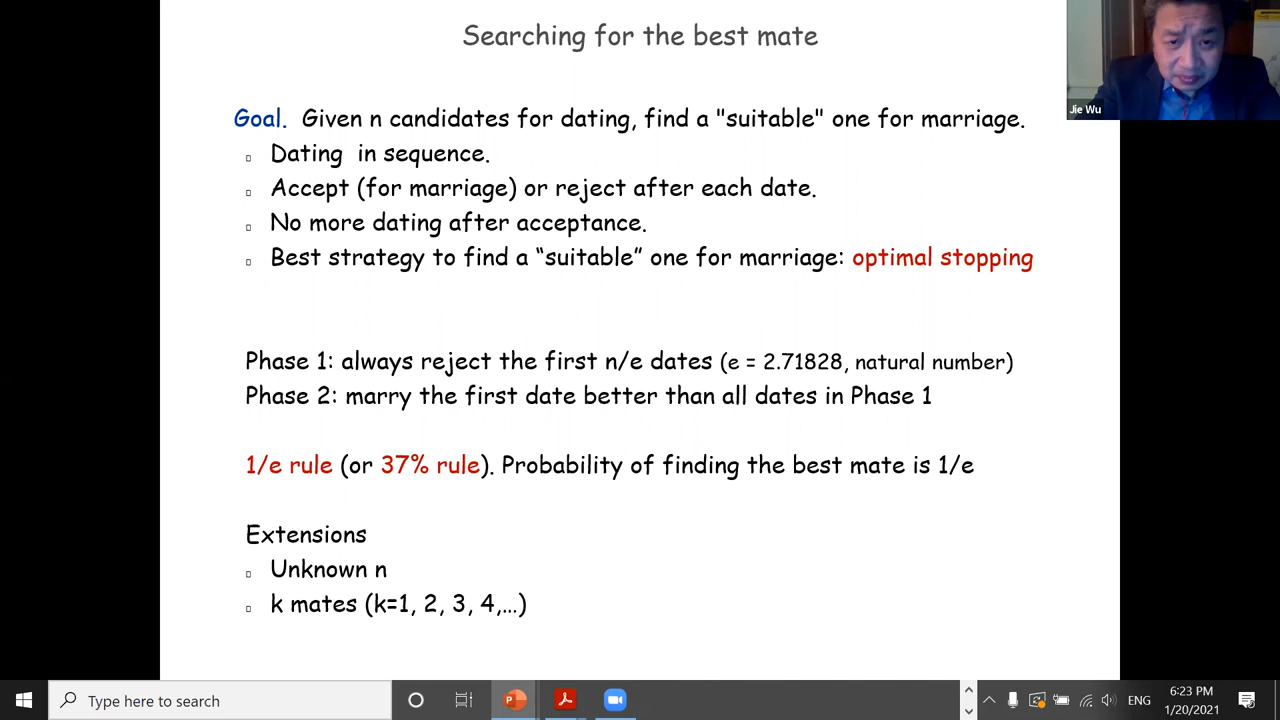 Searching for the best mate
Jie Wu
Goal. Given n candidates for dating, find a "suitable" one for marriage.
Dating in sequence.
Accept (for marriage) or reject after each date.
No more dating after acceptance.
Best strategy to find a “suitable” one for marriage: optimal stopping
Phase 1: always reject the first n/e dates (e = 2.71828, natural number)
Phase 2: marry the first date better than all dates in Phase 1
1/e rule (or 37% rule). Probability of finding the best mate is 1/e
Extensions
Unknown n
k mates (k=1, 2, 3, 4,...)
Type here to search
ENG
6:23 PM
1/20/2021